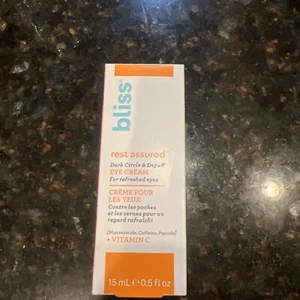 bliss
rest assured™
Dark Circle & Depuff
EYE CREAM
For refreshed eyes
CRÈME POUR
LES YEUX
Contre les poches
et les cernes pour un
regard rafraîchi
[Niacinamide, Caffeine, Peptide]
+ VITAMIN C
15 ml e 0.5 fl oz